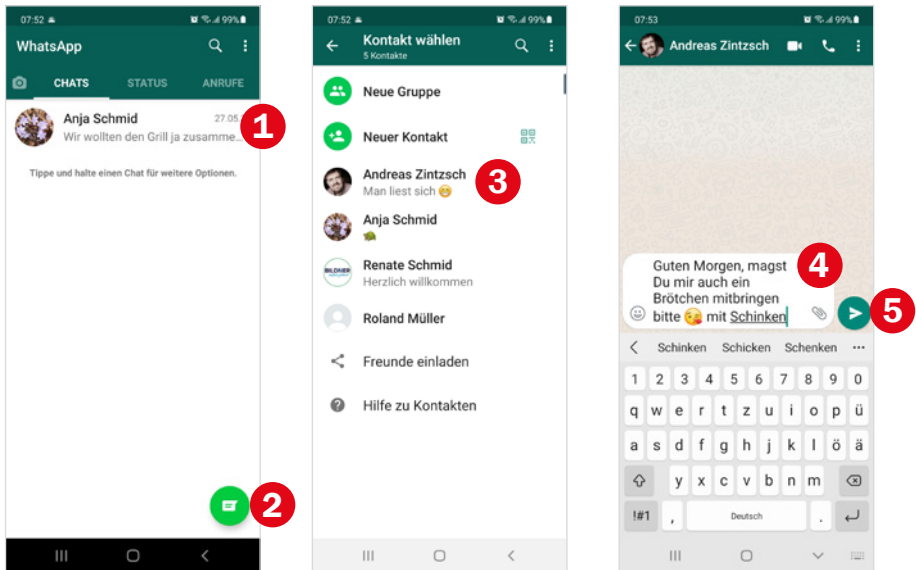 07:52
99%
WhatsApp
CHATS STATUS ANRUFE
Anja Schmid 27.05.
Wir wollten den Grill ja zusamme...
1
Tippe und halte einen Chat für weitere Optionen.
2
07:52
99%
Kontakt wählen
5 Kontakte
Neue Gruppe
Neuer Kontakt
Andreas Zintzsch
Man liest sich 😁
3
Anja Schmid
🐢
BILDNER
Renate Schmid
Herzlich willkommen
Roland Müller
Freunde einladen
Hilfe zu Kontakten
07:53
99%
Andreas Zintzsch
Guten Morgen, magst
Du mir auch ein
Brötchen mitbringen
bitte 😘 mit Schinken
4
5
Schinken Schicken Schenken ...
1 2 3 4 5 6 7 8 9 0
q w e r t z u i o p ü
a s d f g h j k l ö ä
y x c v b n m
!#1 , Deutsch .